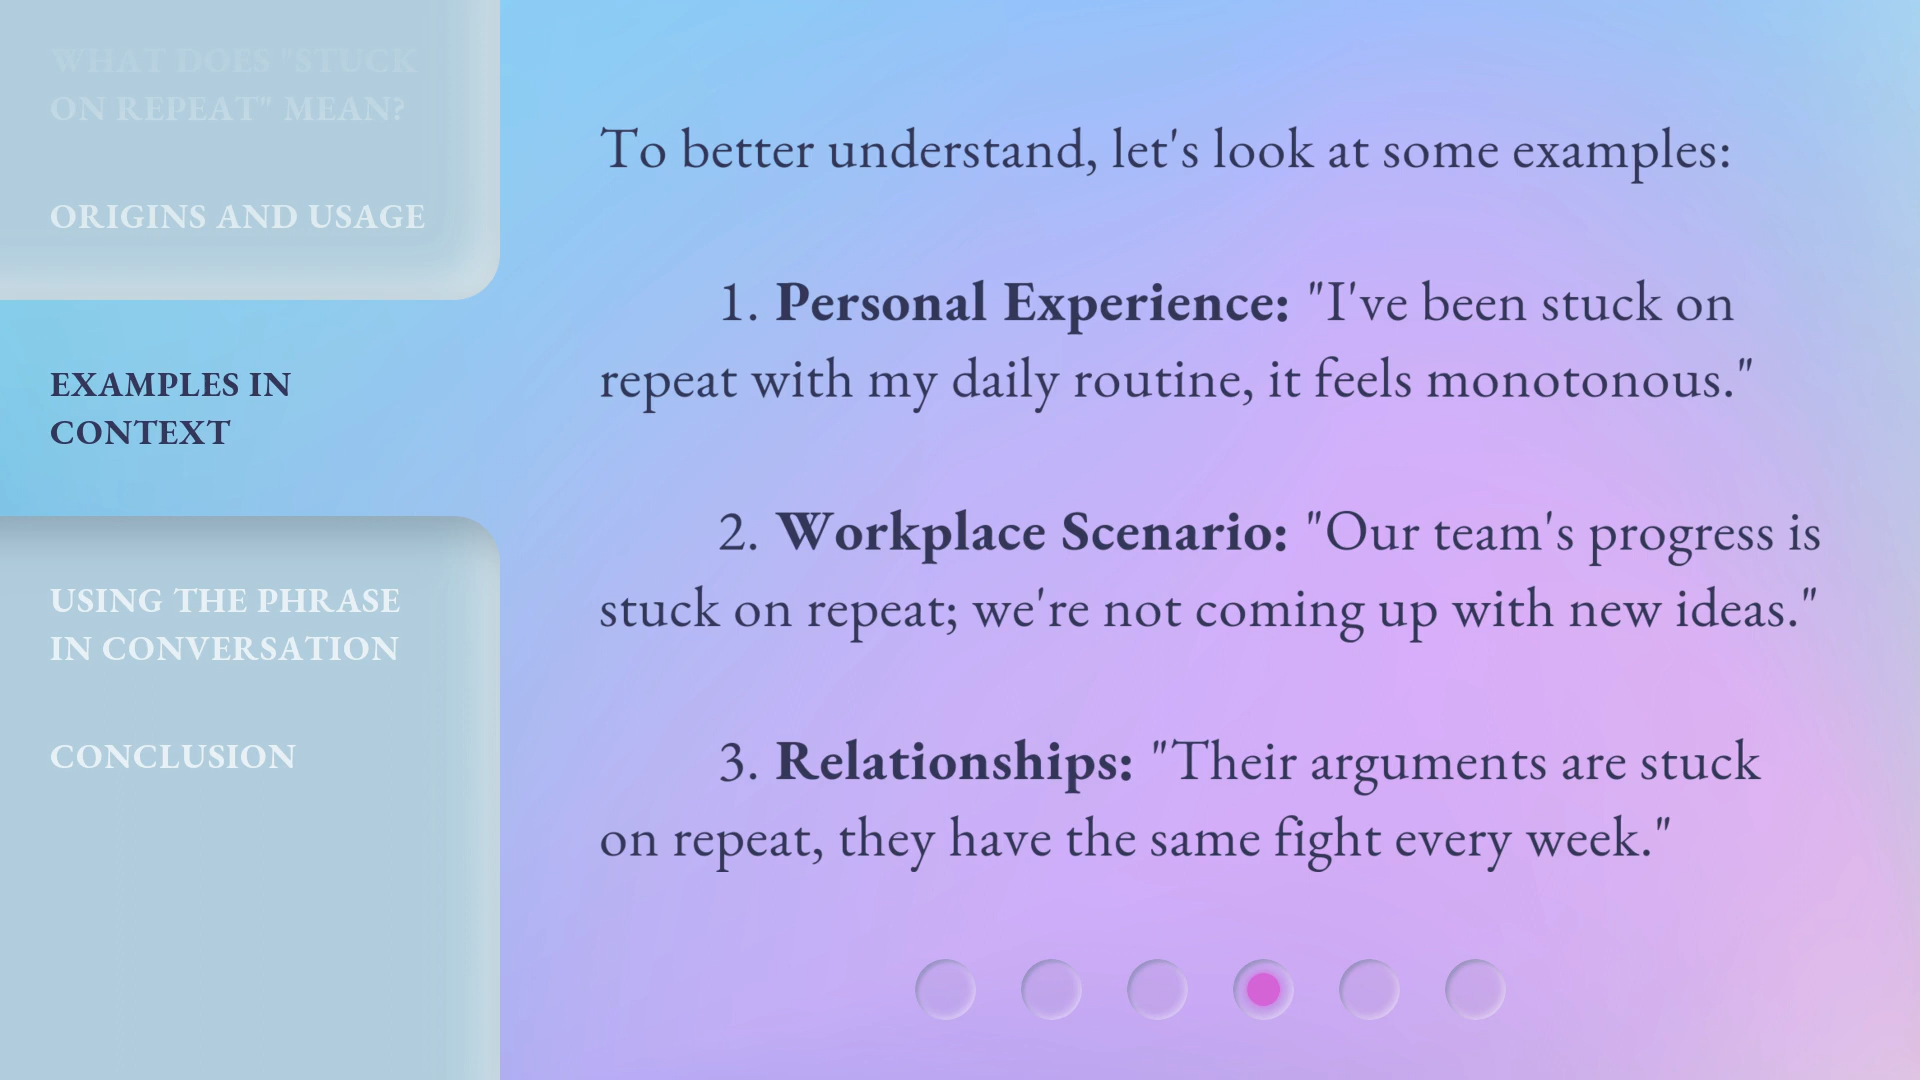 WHAT DOES "STUCK
ON REPEAT" MEAN?
ORIGINS AND USAGE
EXAMPLES IN
CONTEXT
USING THE PHRASE
IN CONVERSATION
CONCLUSION
To better understand, let's look at some examples:
1. Personal Experience: "I've been stuck on
repeat with my daily routine, it feels monotonous."
2. Workplace Scenario: "Our team's progress is
stuck on repeat; we're not coming up with new ideas."
3. Relationships: "Their arguments are stuck
on repeat, they have the same fight every week."